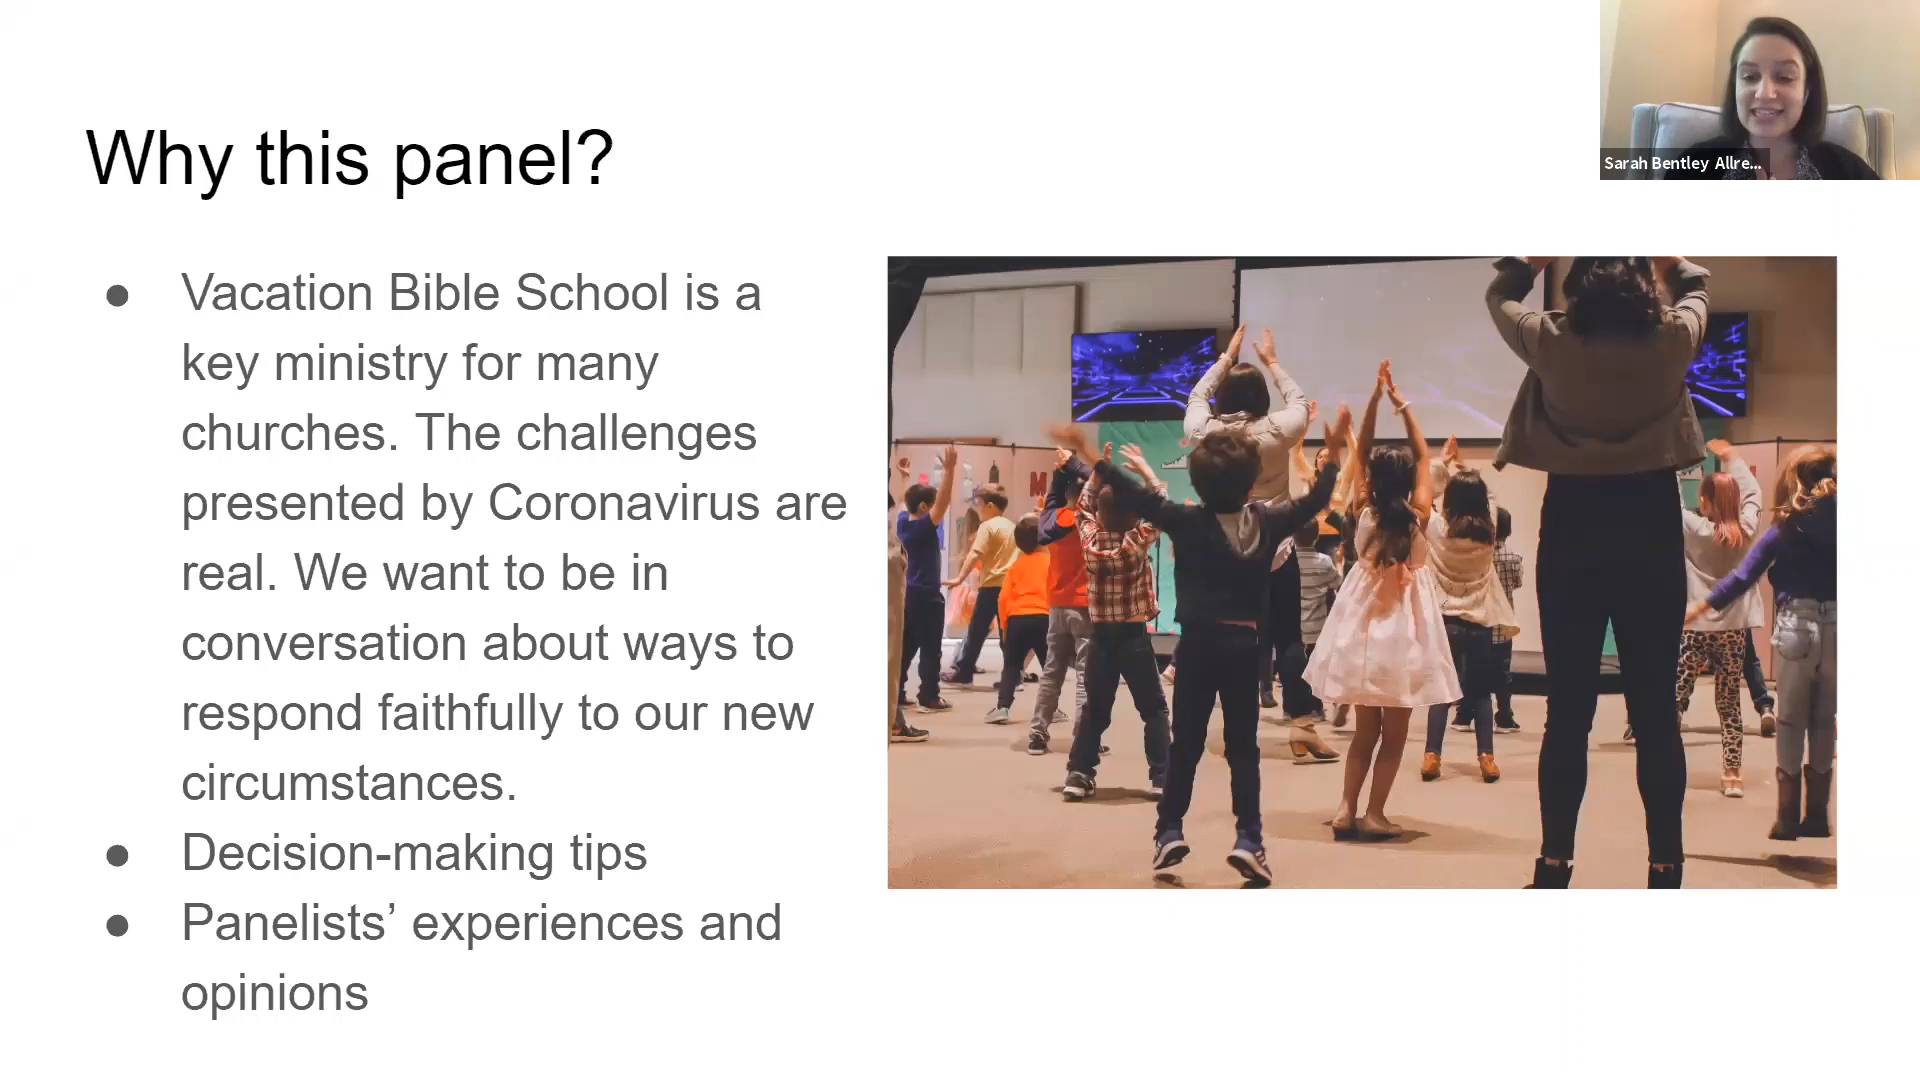 Sarah Bentley Allre...
Why this panel?
● Vacation Bible School is a
key ministry for many
churches. The challenges
presented by Coronavirus are
real. We want to be in
conversation about ways to
respond faithfully to our new
circumstances.
● Decision-making tips
● Panelists’ experiences and
opinions